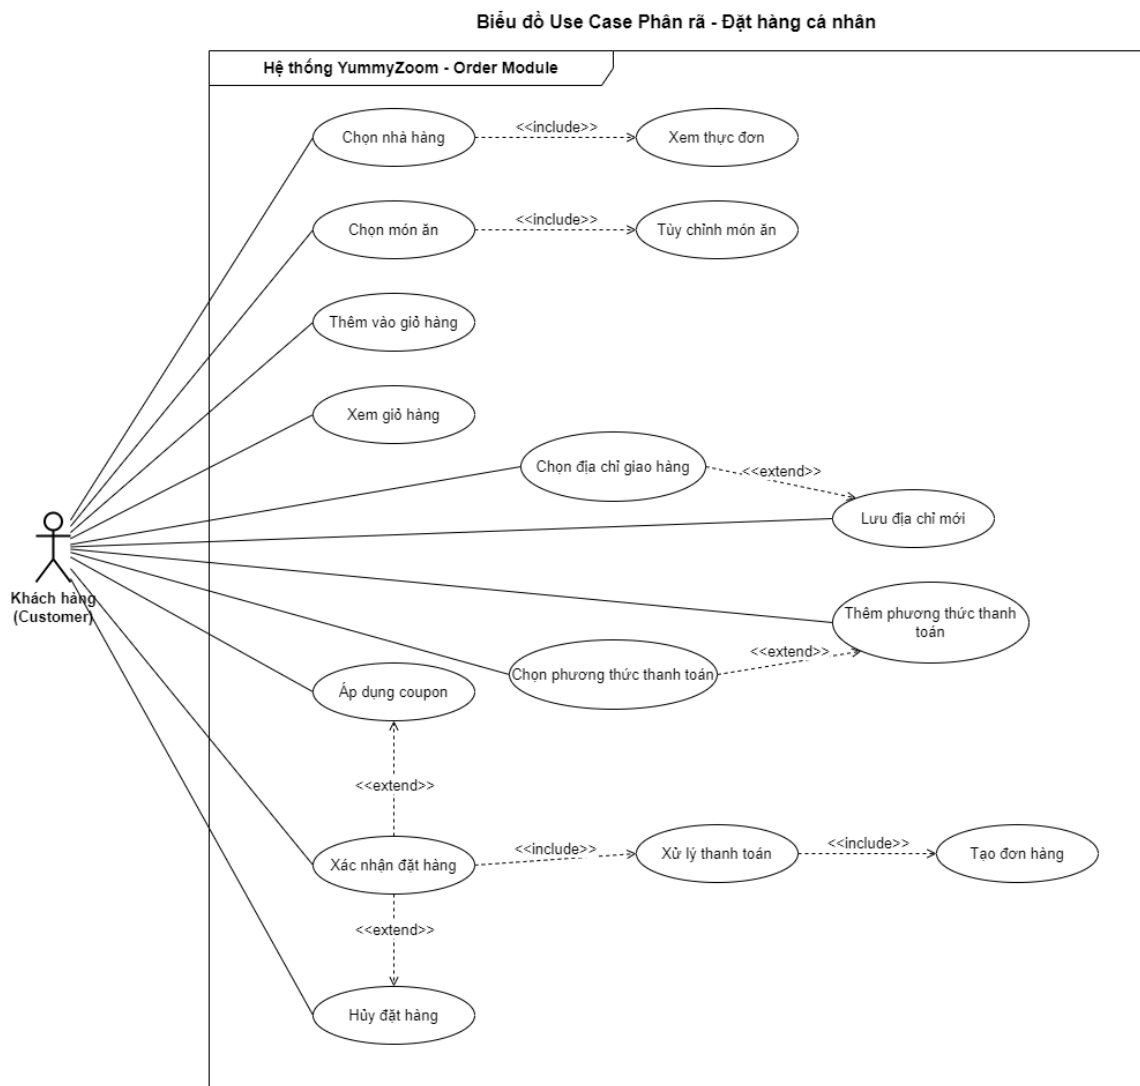 Biểu đồ Use Case Phân rã - Đặt hàng cá nhân
Hệ thống YummyZoom - Order Module
Chọn nhà hàng
<<include>>
Xem thực đơn
Chọn món ăn
<<include>>
Tùy chỉnh món ăn
Thêm vào giỏ hàng
Xem giỏ hàng
Chọn địa chỉ giao hàng
<<extend>>
Lưu địa chỉ mới
Khách hàng
(Customer)
Thêm phương thức thanh
toán
<<extend>>
Chọn phương thức thanh toán
Áp dụng coupon
<<extend>>
Xác nhận đặt hàng
<<include>>
Xử lý thanh toán
<<include>>
Tạo đơn hàng
<<extend>>
Hủy đặt hàng